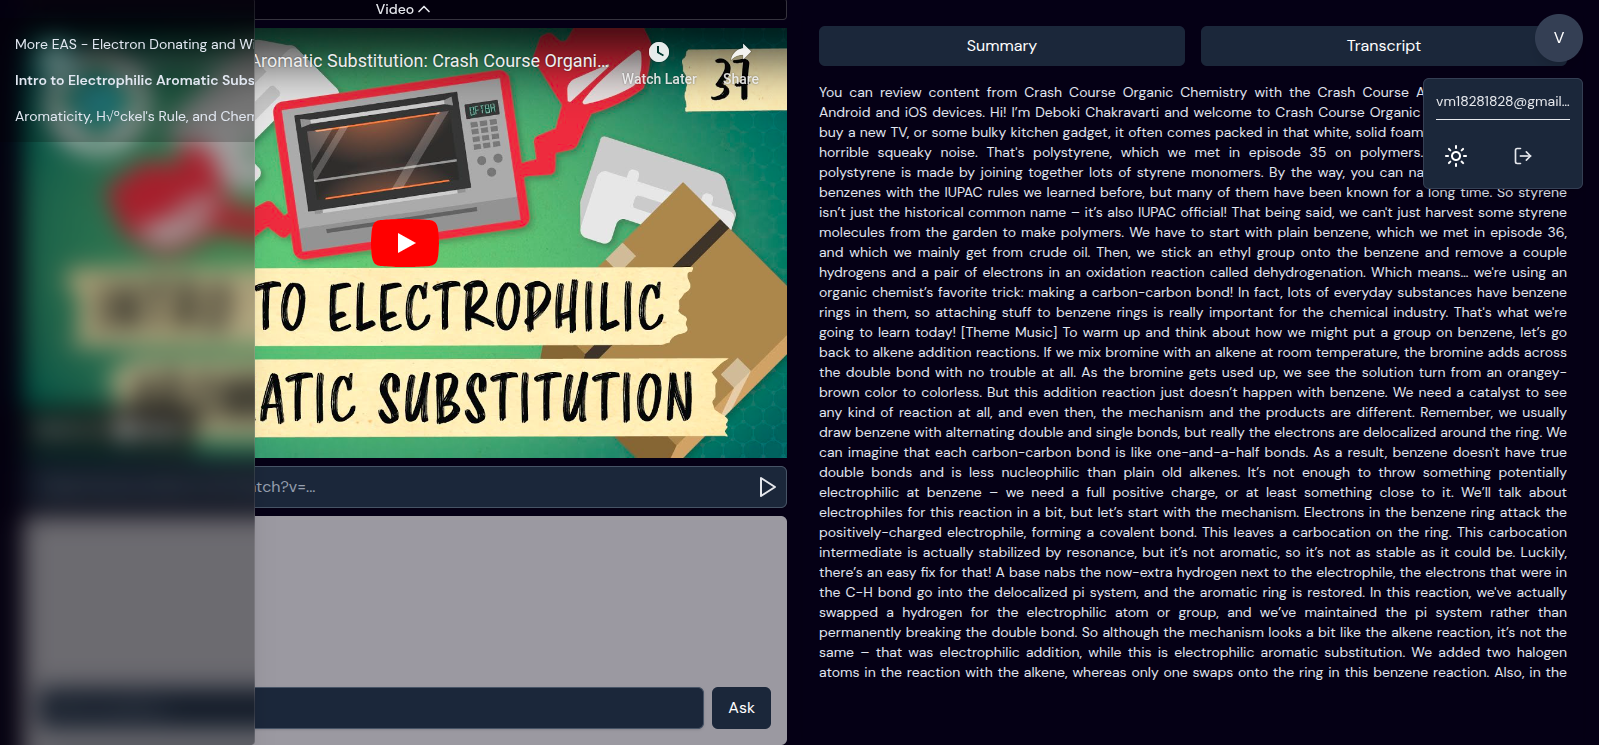 Video
More EAS - Electron Donating and W
Intro to Electrophilic Aromatic Subs
Aromaticity, H√ºckel's Rule, and Chem
Aromatic Substitution: Crash Course Organi...
Watch Later
Share
37
TO ELECTROPHILIC
ATIC SUBSTITUTION
tch?v=...
Ask
Summary
Transcript
V
vm18281828@gmail...
You can review content from Crash Course Organic Chemistry with the Crash Course A
Android and iOS devices. Hi! I'm Deboki Chakravarti and welcome to Crash Course Organic
buy a new TV, or some bulky kitchen gadget, it often comes packed in that white, solid foam
horrible squeaky noise. That's polystyrene, which we met in episode 35 on polymers.
polystyrene is made by joining together lots of styrene monomers. By the way, you can na
benzenes with the IUPAC rules we learned before, but many of them have been known for a long time. So styrene
isn't just the historical common name – it's also IUPAC official! That being said, we can't just harvest some styrene
molecules from the garden to make polymers. We have to start with plain benzene, which we met in episode 36,
and which we mainly get from crude oil. Then, we stick an ethyl group onto the benzene and remove a couple
hydrogens and a pair of electrons in an oxidation reaction called dehydrogenation. Which means… we're using an
organic chemist's favorite trick: making a carbon-carbon bond! In fact, lots of everyday substances have benzene
rings in them, so attaching stuff to benzene rings is really important for the chemical industry. That's what we're
going to learn today! [Theme Music] To warm up and think about how we might put a group on benzene, let's go
back to alkene addition reactions. If we mix bromine with an alkene at room temperature, the bromine adds across
the double bond with no trouble at all. As the bromine gets used up, we see the solution turn from an orangey-
brown color to colorless. But this addition reaction just doesn't happen with benzene. We need a catalyst to see
any kind of reaction at all, and even then, the mechanism and the products are different. Remember, we usually
draw benzene with alternating double and single bonds, but really the electrons are delocalized around the ring. We
can imagine that each carbon-carbon bond is like one-and-a-half bonds. As a result, benzene doesn't have true
double bonds and is less nucleophilic than plain old alkenes. It's not enough to throw something potentially
electrophilic at benzene – we need a full positive charge, or at least something close to it. We'll talk about
electrophiles for this reaction in a bit, but let's start with the mechanism. Electrons in the benzene ring attack the
positively-charged electrophile, forming a covalent bond. This leaves a carbocation on the ring. This carbocation
intermediate is actually stabilized by resonance, but it's not aromatic, so it's not as stable as it could be. Luckily,
there's an easy fix for that! A base nabs the now-extra hydrogen next to the electrophile, the electrons that were in
the C-H bond go into the delocalized pi system, and the aromatic ring is restored. In this reaction, we've actually
swapped a hydrogen for the electrophilic atom or group, and we've maintained the pi system rather than
permanently breaking the double bond. So although the mechanism looks a bit like the alkene reaction, it's not the
same – that was electrophilic addition, while this is electrophilic aromatic substitution. We added two halogen
atoms in the reaction with the alkene, whereas only one swaps onto the ring in this benzene reaction. Also, in the